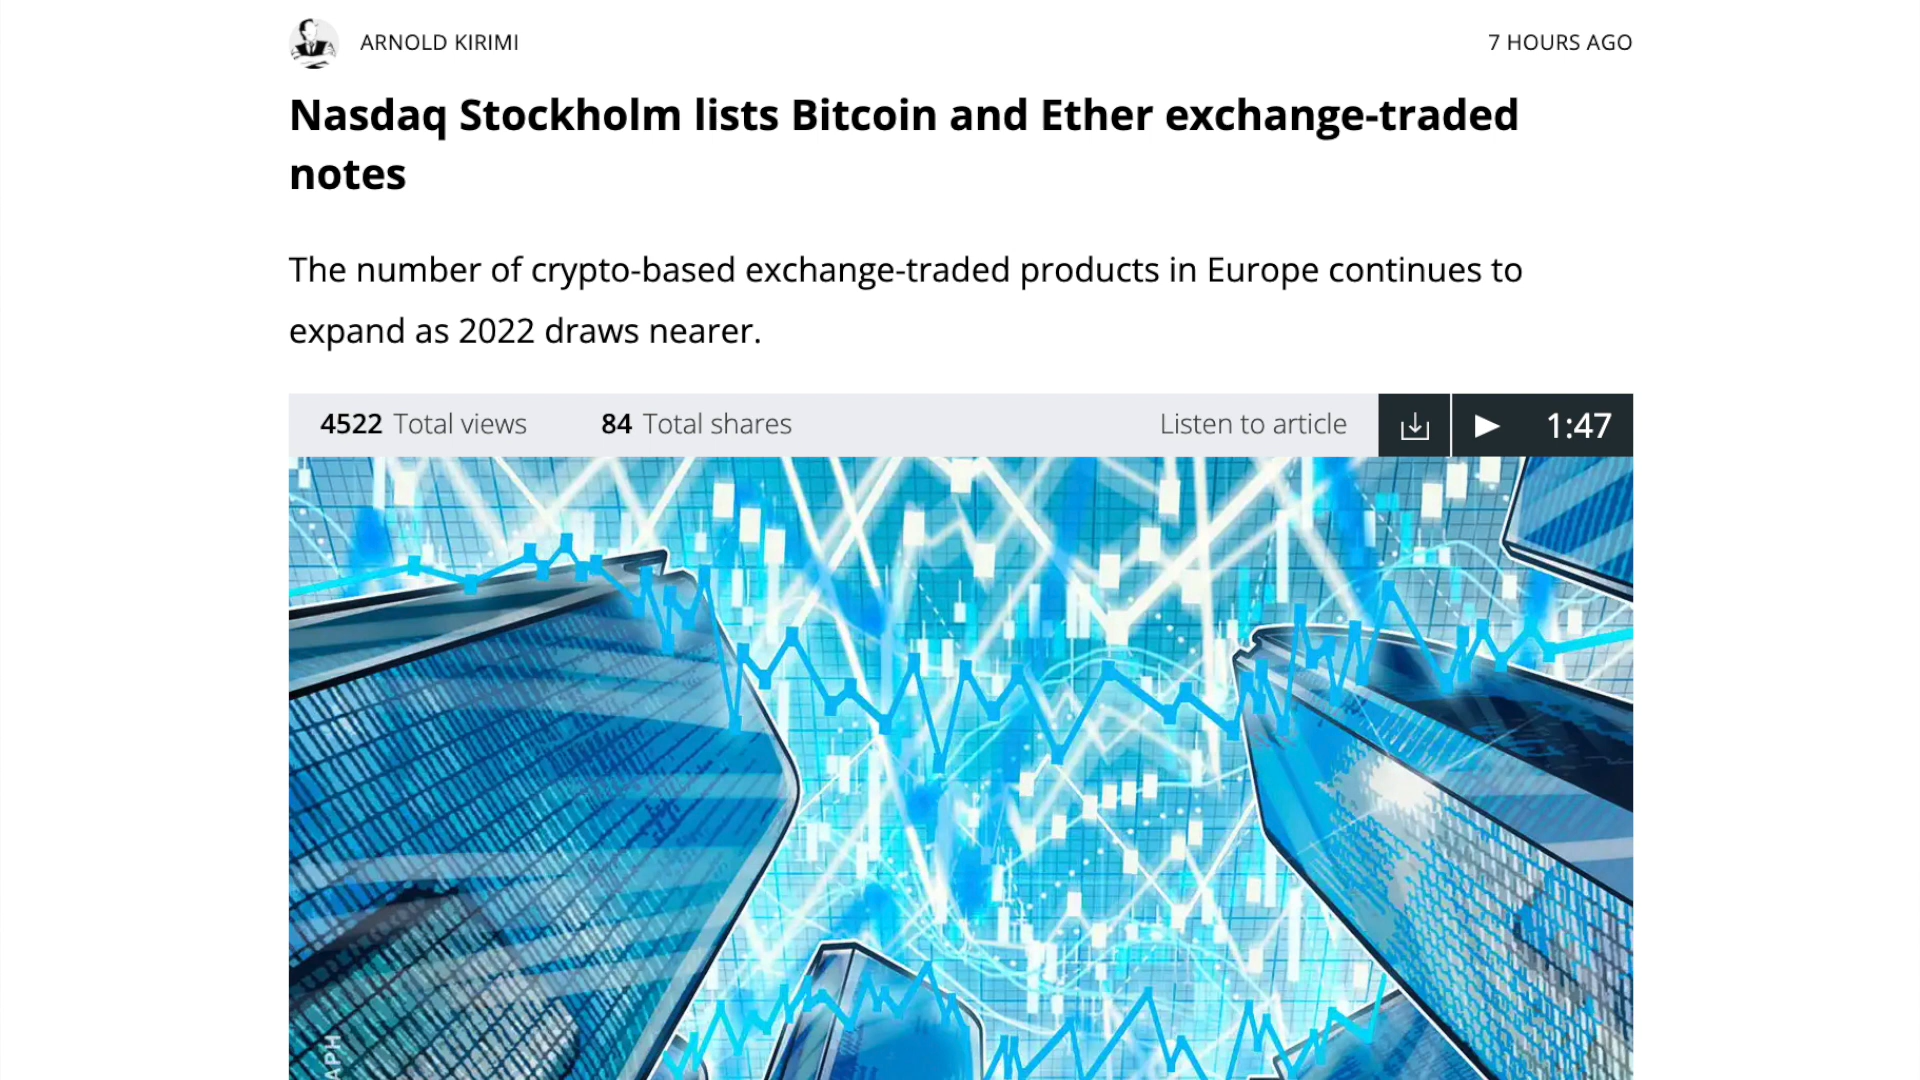 ARNOLD KIRIMI
7 HOURS AGO
Nasdaq Stockholm lists Bitcoin and Ether exchange-traded
notes
The number of crypto-based exchange-traded products in Europe continues to
expand as 2022 draws nearer.
4522 Total views 84 Total shares Listen to article 1:47
APH